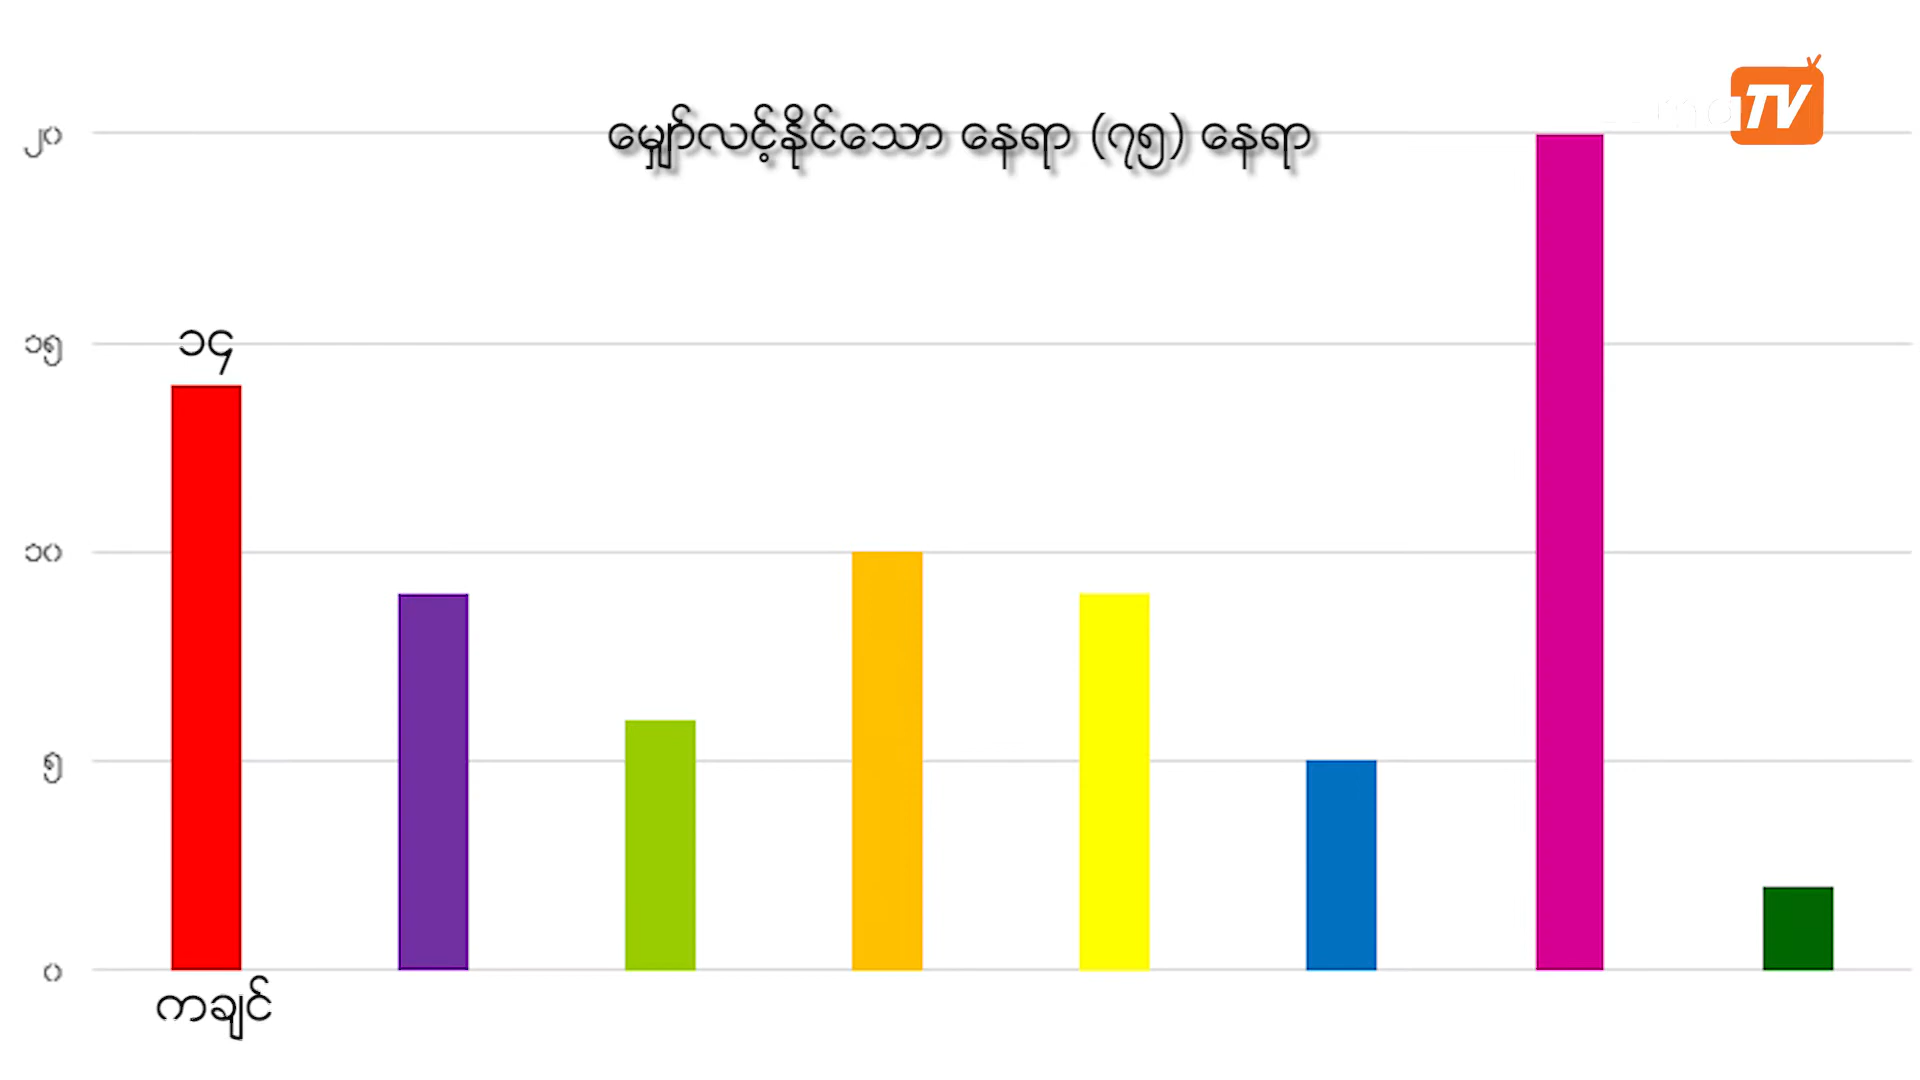 မျှော်လင့်နိုင်သော နေရာ (၇၅) နေရာ
TV
၂၀
၁၅
၁၄
၁၀
၅
၀
ကချင်